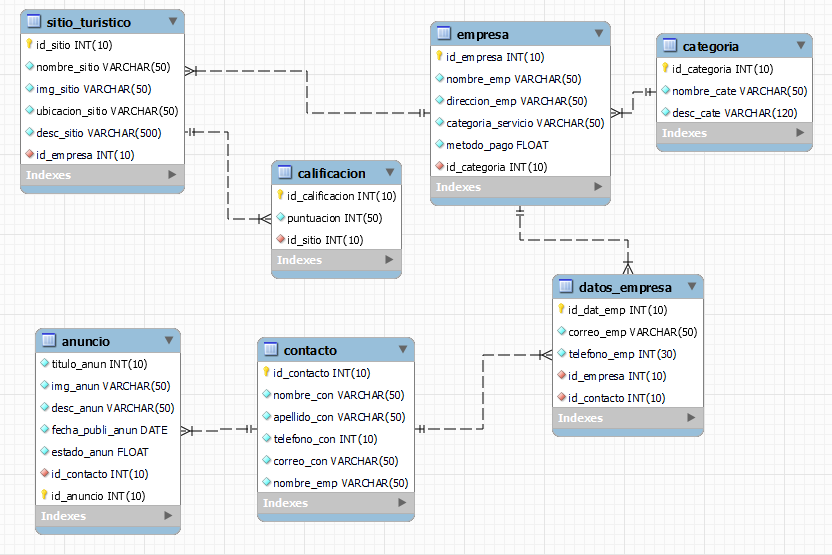 sitio_turistico
id_sitio INT(10)
nombre_sitio VARCHAR(50)
img_sitio VARCHAR(50)
ubicacion_sitio VARCHAR(50)
desc_sitio VARCHAR(500)
id_empresa INT(10)
Indexes
empresa
id_empresa INT(10)
nombre_emp VARCHAR(50)
direccion_emp VARCHAR(50)
categoria_servicio VARCHAR(50)
metodo_pago FLOAT
id_categoria INT(10)
Indexes
categoria
id_categoria INT(10)
nombre_cate VARCHAR(50)
desc_cate VARCHAR(120)
Indexes
calificacion
id_calificacion INT(10)
puntuacion INT(50)
id_sitio INT(10)
Indexes
datos_empresa
id_dat_emp INT(10)
correo_emp VARCHAR(50)
telefono_emp INT(30)
id_empresa INT(10)
id_contacto INT(10)
Indexes
anuncio
titulo_anun INT(10)
img_anun VARCHAR(50)
desc_anun VARCHAR(50)
fecha_publi_anun DATE
estado_anun FLOAT
id_contacto INT(10)
id_anuncio INT(10)
Indexes
contacto
id_contacto INT(10)
nombre_con VARCHAR(50)
apellido_con VARCHAR(50)
telefono_con INT(10)
correo_con VARCHAR(50)
nombre_emp VARCHAR(50)
Indexes